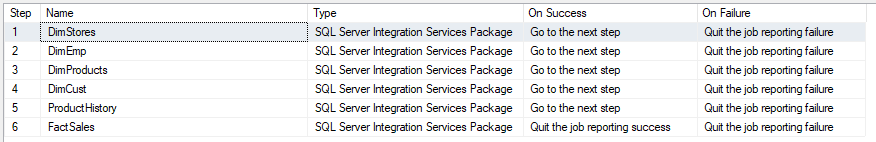 Step Name Type On Success On Failure
1 DimStores SQL Server Integration Services Package Go to the next step Quit the job reporting failure
2 DimEmp SQL Server Integration Services Package Go to the next step Quit the job reporting failure
3 DimProducts SQL Server Integration Services Package Go to the next step Quit the job reporting failure
4 DimCust SQL Server Integration Services Package Go to the next step Quit the job reporting failure
5 ProductHistory SQL Server Integration Services Package Go to the next step Quit the job reporting failure
6 FactSales SQL Server Integration Services Package Quit the job reporting success Quit the job reporting failure